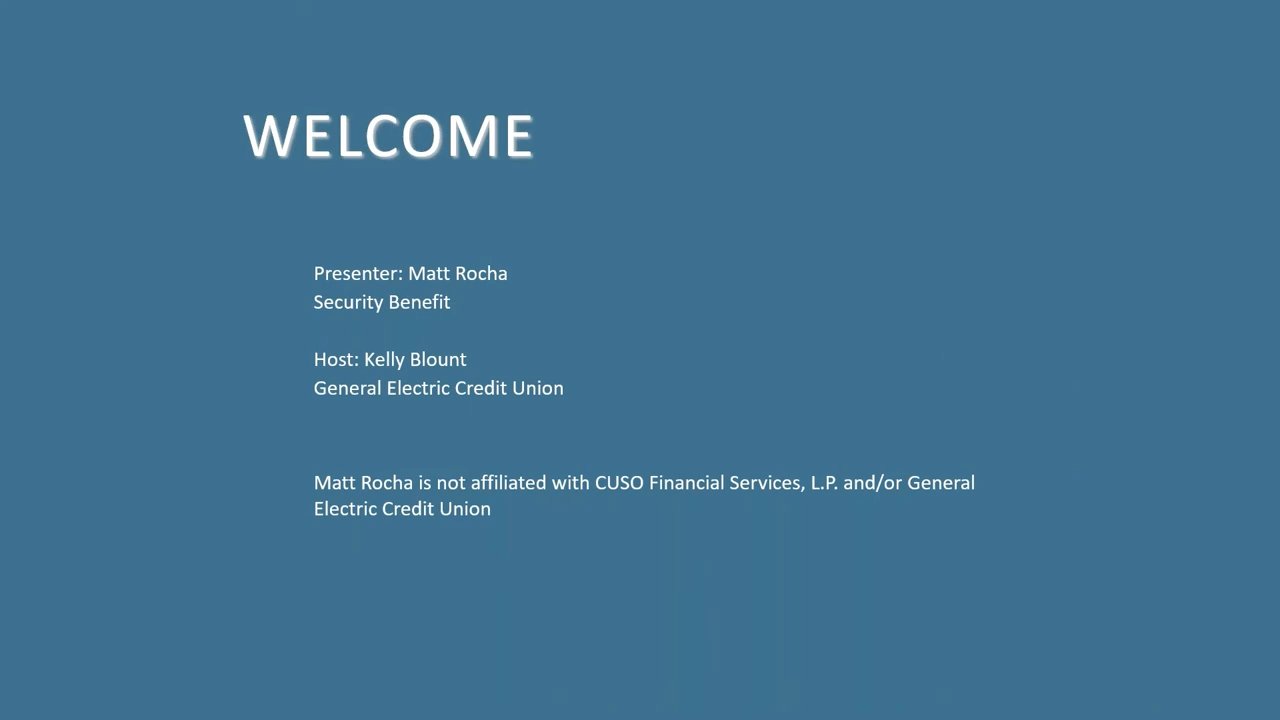 WELCOME
Presenter: Matt Rocha
Security Benefit
Host: Kelly Blount
General Electric Credit Union
Matt Rocha is not affiliated with CUSO Financial Services, L.P. and/or General
Electric Credit Union